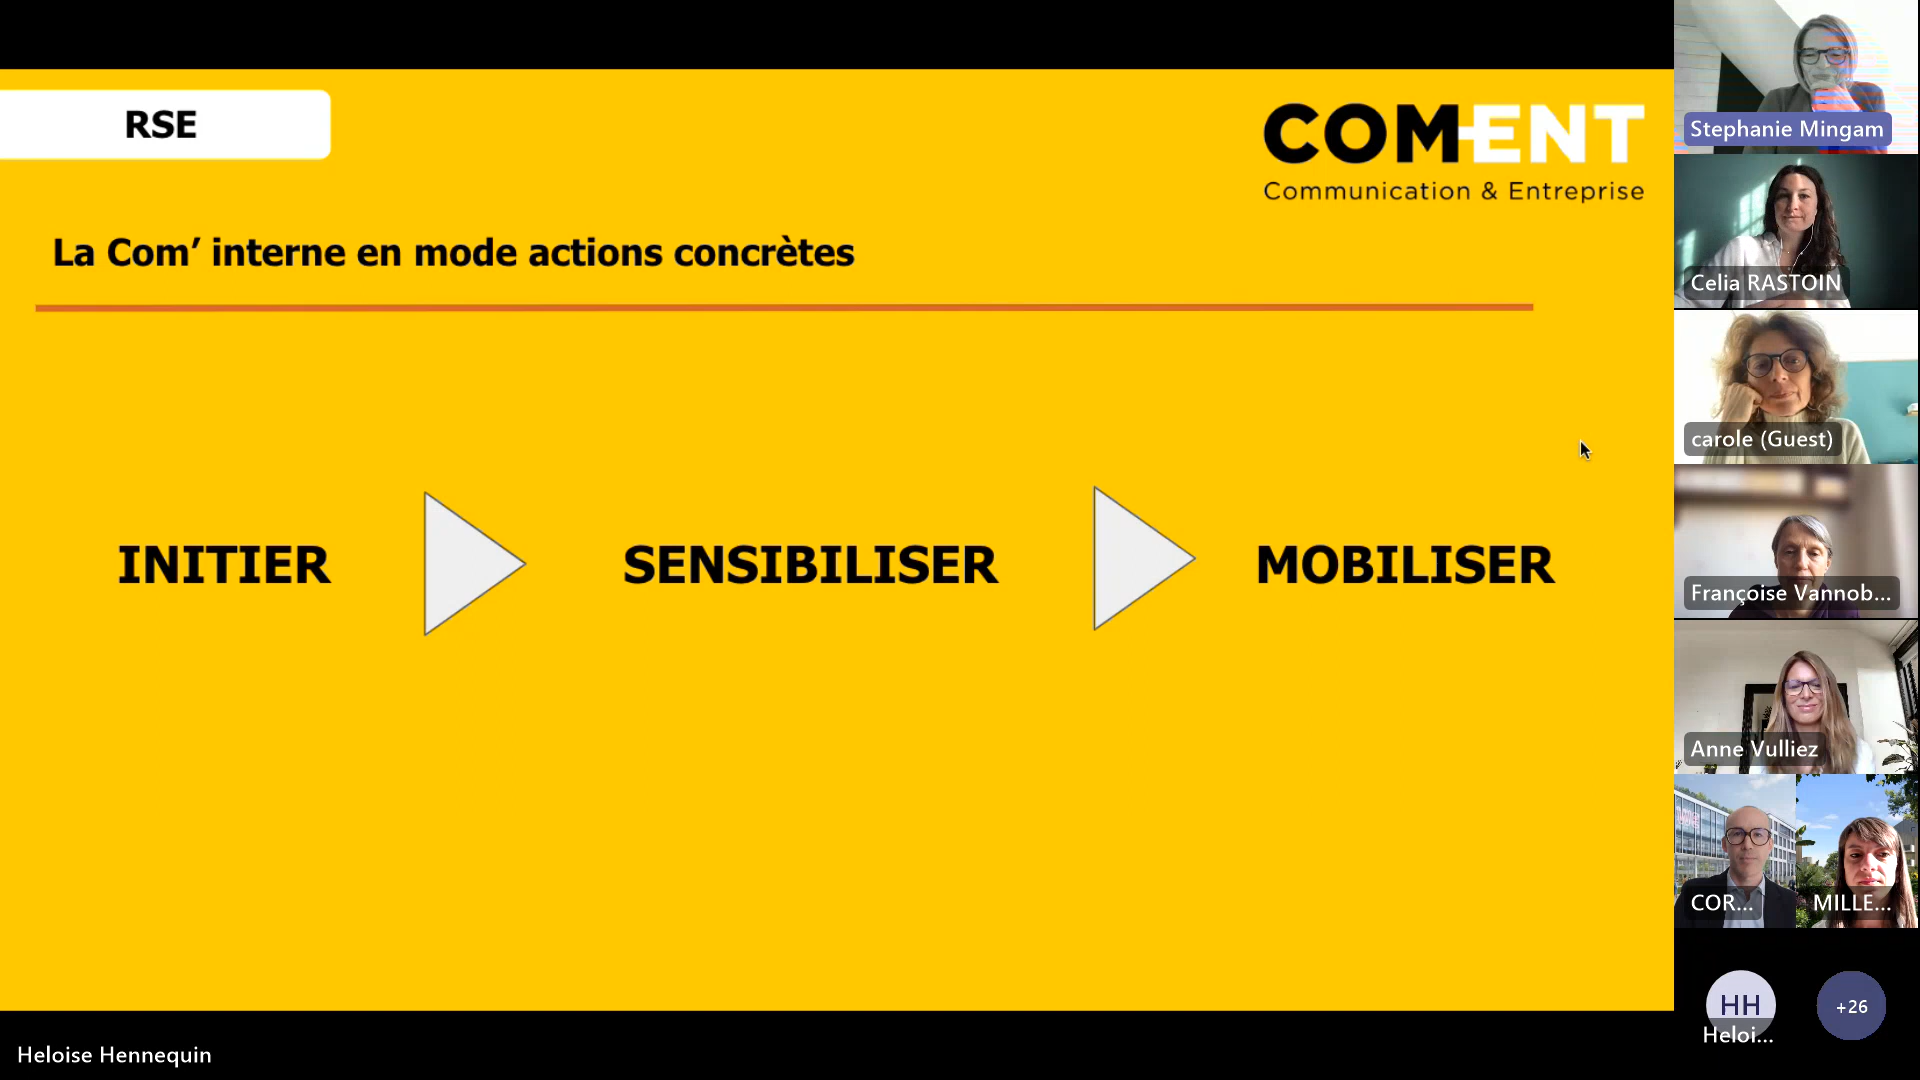 RSE
COMENT
Communication & Entreprise
La Com’ interne en mode actions concrètes
INITIER
SENSIBILISER
MOBILISER
Heloise Hennequin
Stephanie Mingam
Celia RASTOIN
carole (Guest)
Françoise Vannob...
Anne Vulliez
COR...
MILLE...
HH
Heloi...
+26